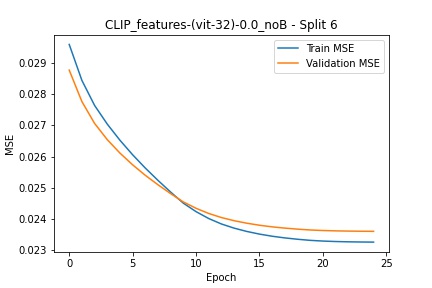 CLIP_features-(vit-32)-0.0_noB - Split 6
Train MSE
Validation MSE
0.029
0.028
0.027
0.026
0.025
0.024
0.023
MSE
0 5 10 15 20 25
Epoch